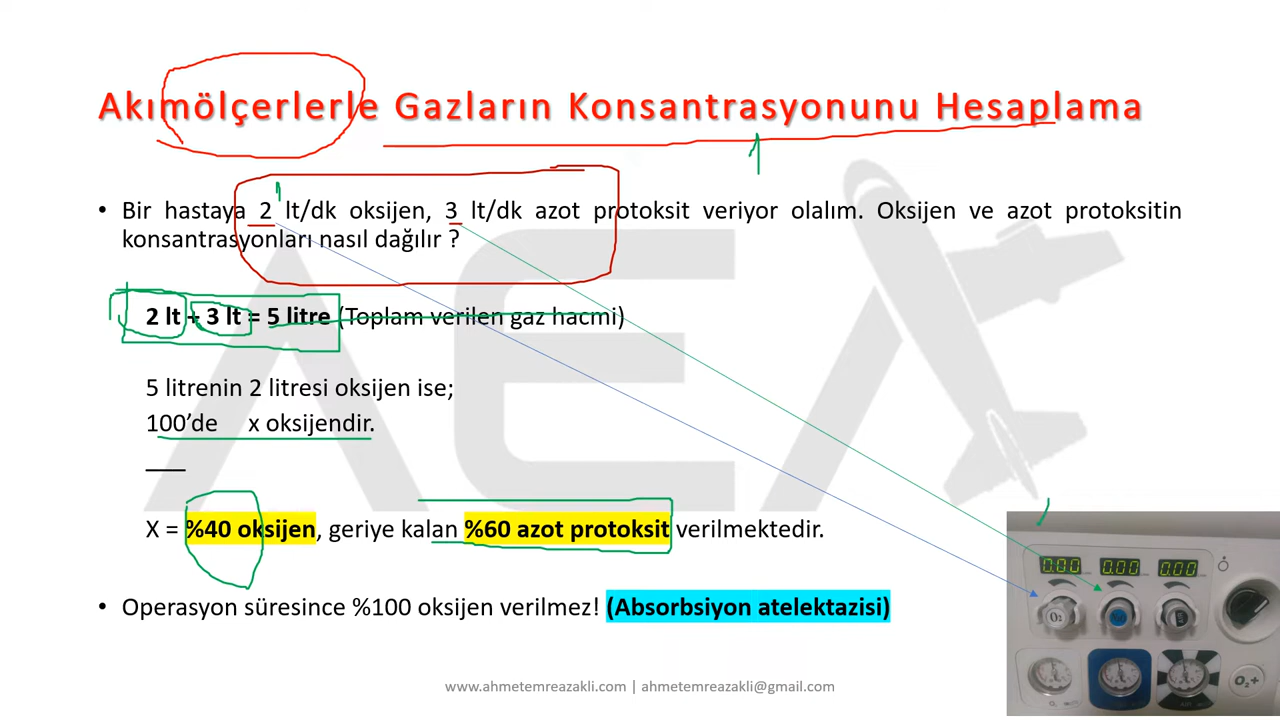 Akımölçerlerle Gazların Konsantrasyonunu Hesaplama
• Bir hastaya 2 lt/dk oksijen, 3 lt/dk azot protoksit veriyor olalım. Oksijen ve azot protoksitin
konsantrasyonları nasıl dağılır ?
2 lt + 3 lt = 5 litre (Toplam verilen gaz hacmi)
5 litrenin 2 litresi oksijen ise;
100’de x oksijendir.
X = %40 oksijen, geriye kalan %60 azot protoksit verilmektedir.
• Operasyon süresince %100 oksijen verilmez! (Absorbsiyon atelektazisi)
AEA
0.00 0.00 0.00
O₂
O₂+
www.ahmetemreazakli.com | ahmetemreazakli@gmail.com